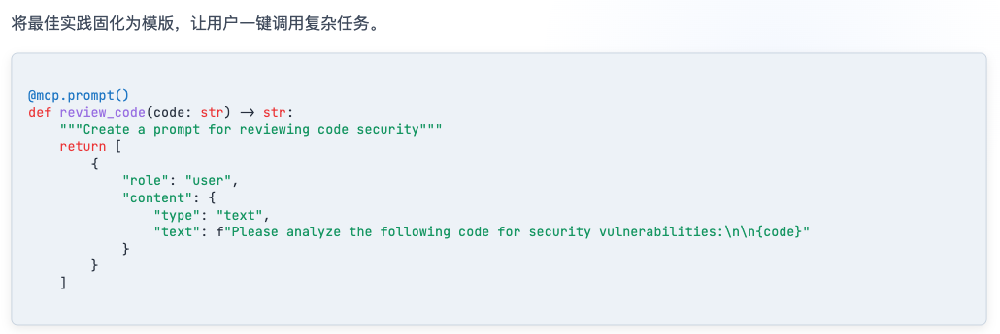 将最佳实践固化为模版，让用户一键调用复杂任务。
@mcp.prompt()
def review_code(code: str) -> str:
    """Create a prompt for reviewing code security"""
    return [
        {
            "role": "user",
            "content": {
                "type": "text",
                "text": f"Please analyze the following code for security vulnerabilities:\n\n{code}"
            }
        }
    ]